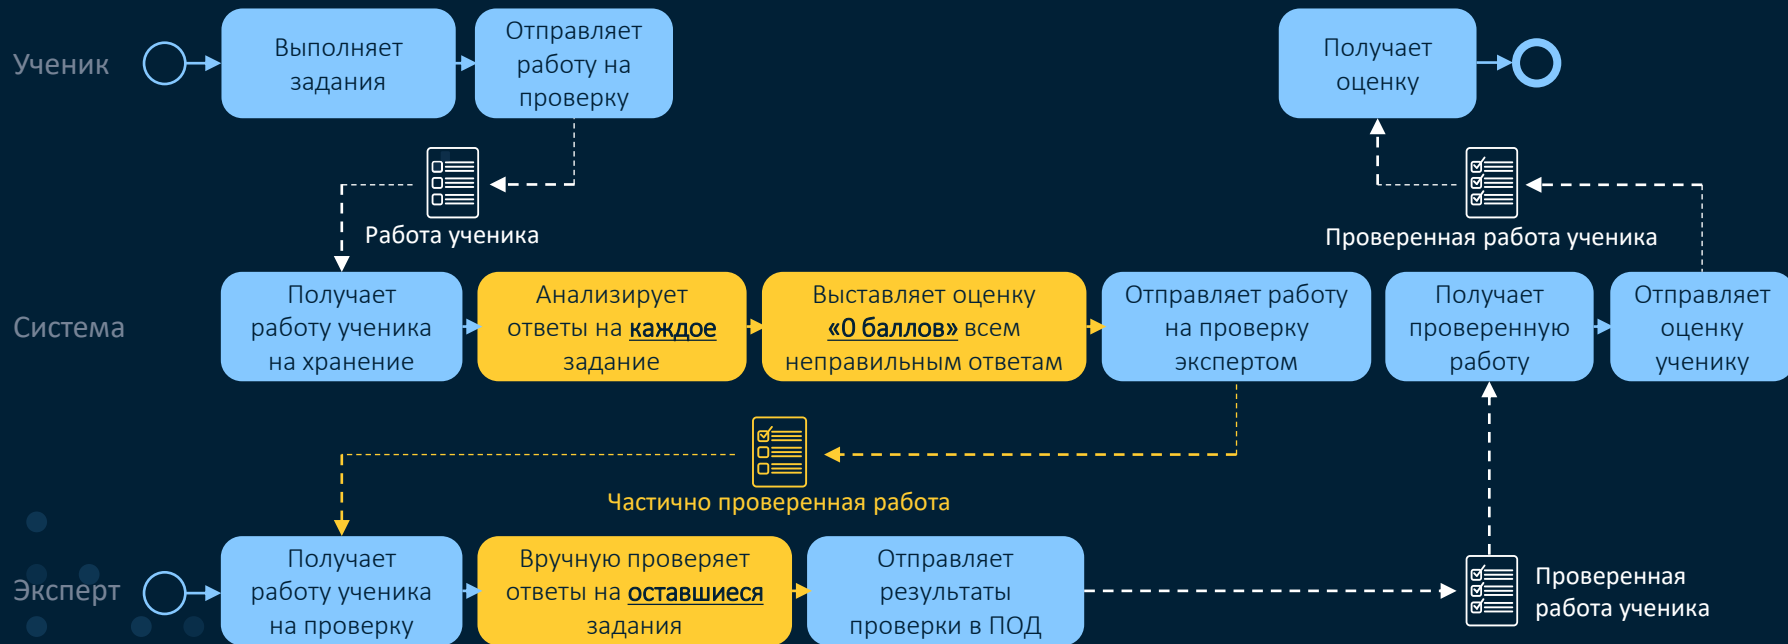 Ученик
Выполняет
задания
Отправляет
работу на
проверку
Получает
оценку
Работа ученика
Проверенная работа ученика
Система
Получает
работу ученика
на хранение
Анализирует
ответы на каждое
задание
Выставляет оценку
«0 баллов» всем
неправильным ответам
Отправляет работу
на проверку
экспертом
Получает
проверенную
работу
Отправляет
оценку
ученику
Частично проверенная работа
Эксперт
Получает
работу ученика
на проверку
Вручную проверяет
ответы на оставшиеся
задания
Отправляет
результаты
проверки в ПОД
Проверенная
работа ученика